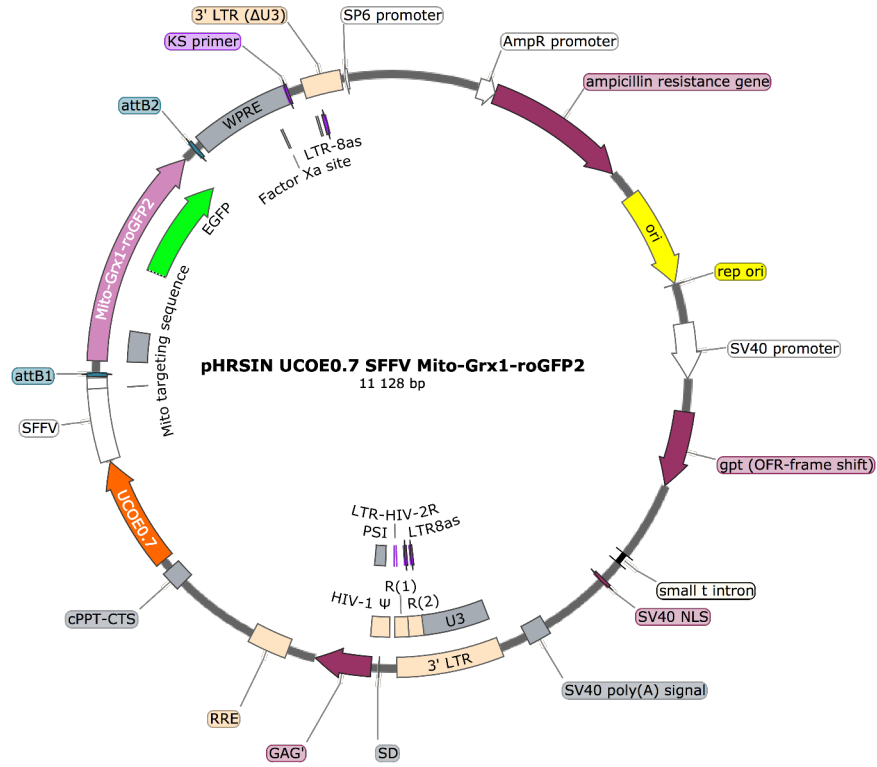 3' LTR (ΔU3)
SP6 promoter
KS primer
AmpR promoter
ampicillin resistance gene
attB2
WPRE
LTR-8as
Factor Xa site
Mito-Grx1-roGFP2
EGFP
ori
rep ori
Mito targeting sequence
SV40 promoter
pHRSIN UCOE0.7 SFFV Mito-Grx1-roGFP2
11 128 bp
attB1
SFFV
gpt (OFR-frame shift)
UCOE0.7
LTR-HIV-2R
PSI
LTR8as
small t intron
R(1)
HIV-1 Ψ
R(2)
U3
cPPT-CTS
SV40 NLS
3' LTR
SV40 poly(A) signal
RRE
GAG'
SD